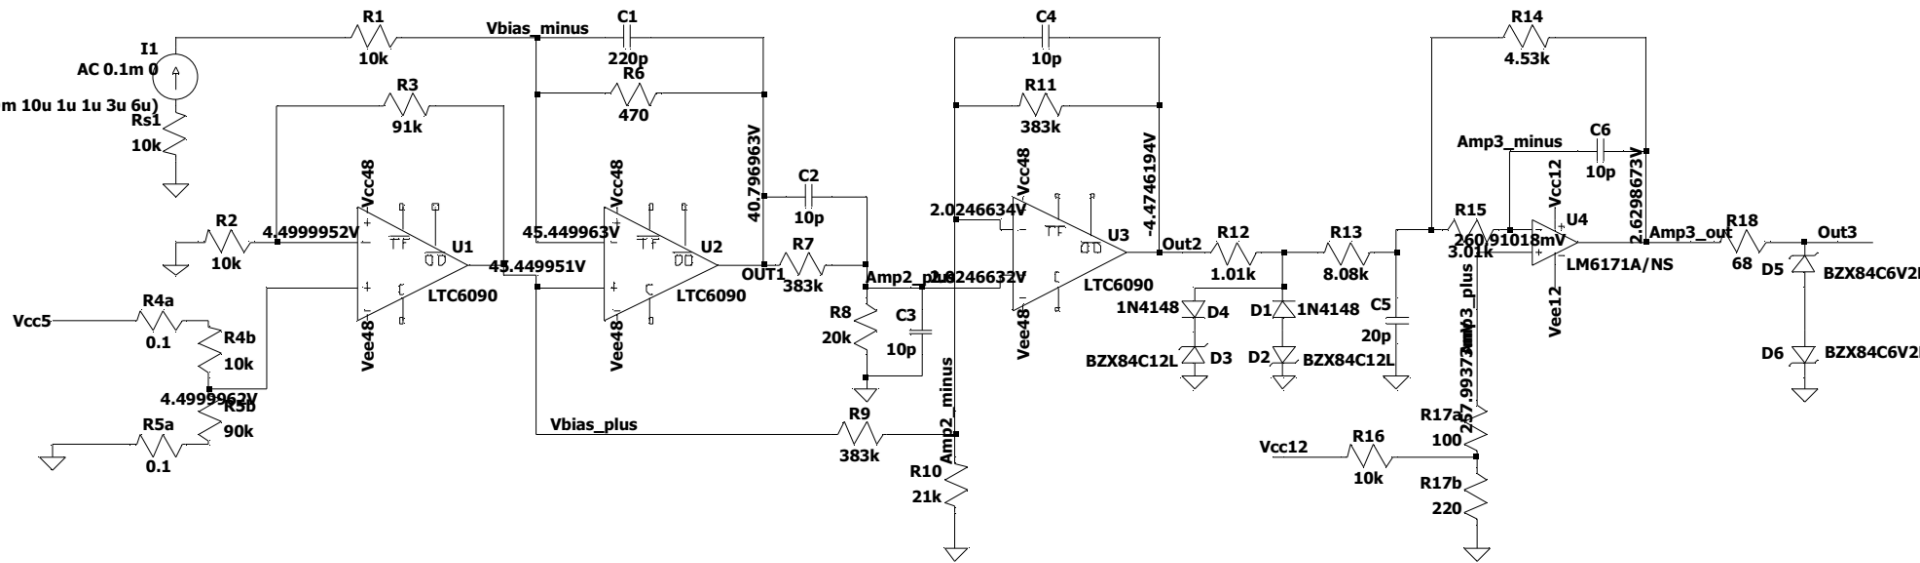 I1
AC 0.1m 0
m 10u 1u 1u 3u 6u)
Rs1
10k
R1
10k
R3
91k
R2
10k
4.4999952V
R4a
0.1
R4b
10k
Vcc5
4.4999962V
R5a
0.1
R5b
90k
Vcc48
U1
LTC6090
Vee48
Vbias_minus
C1
220p
R6
470
45.449963V
45.449951V
Vcc48
U2
LTC6090
Vee48
40.796963V
OUT1
C2
10p
R7
383k
Amp2_plus
R8
20k
C3
10p
Vbias_plus
R9
383k
Amp2_minus
R10
21k
C4
10p
R11
383k
2.0246634V
2.0246632V
Vcc48
U3
LTC6090
Vee48
-4.4746194V
Out2
R12
1.01k
R13
8.08k
1N4148
D4
D1
1N4148
BZX84C12L
D3
D2
BZX84C12L
C5
20p
R14
4.53k
Amp3_minus
C6
10p
R15
3.01k
260.91018mV
Vcc12
U4
LM6171A/NS
Vee12
2.6298673V
Amp3_plus
Amp3_out
R18
68
Out3
D5
BZX84C6V2
D6
BZX84C6V2
R17a
100
Vcc12
R16
10k
R17b
220